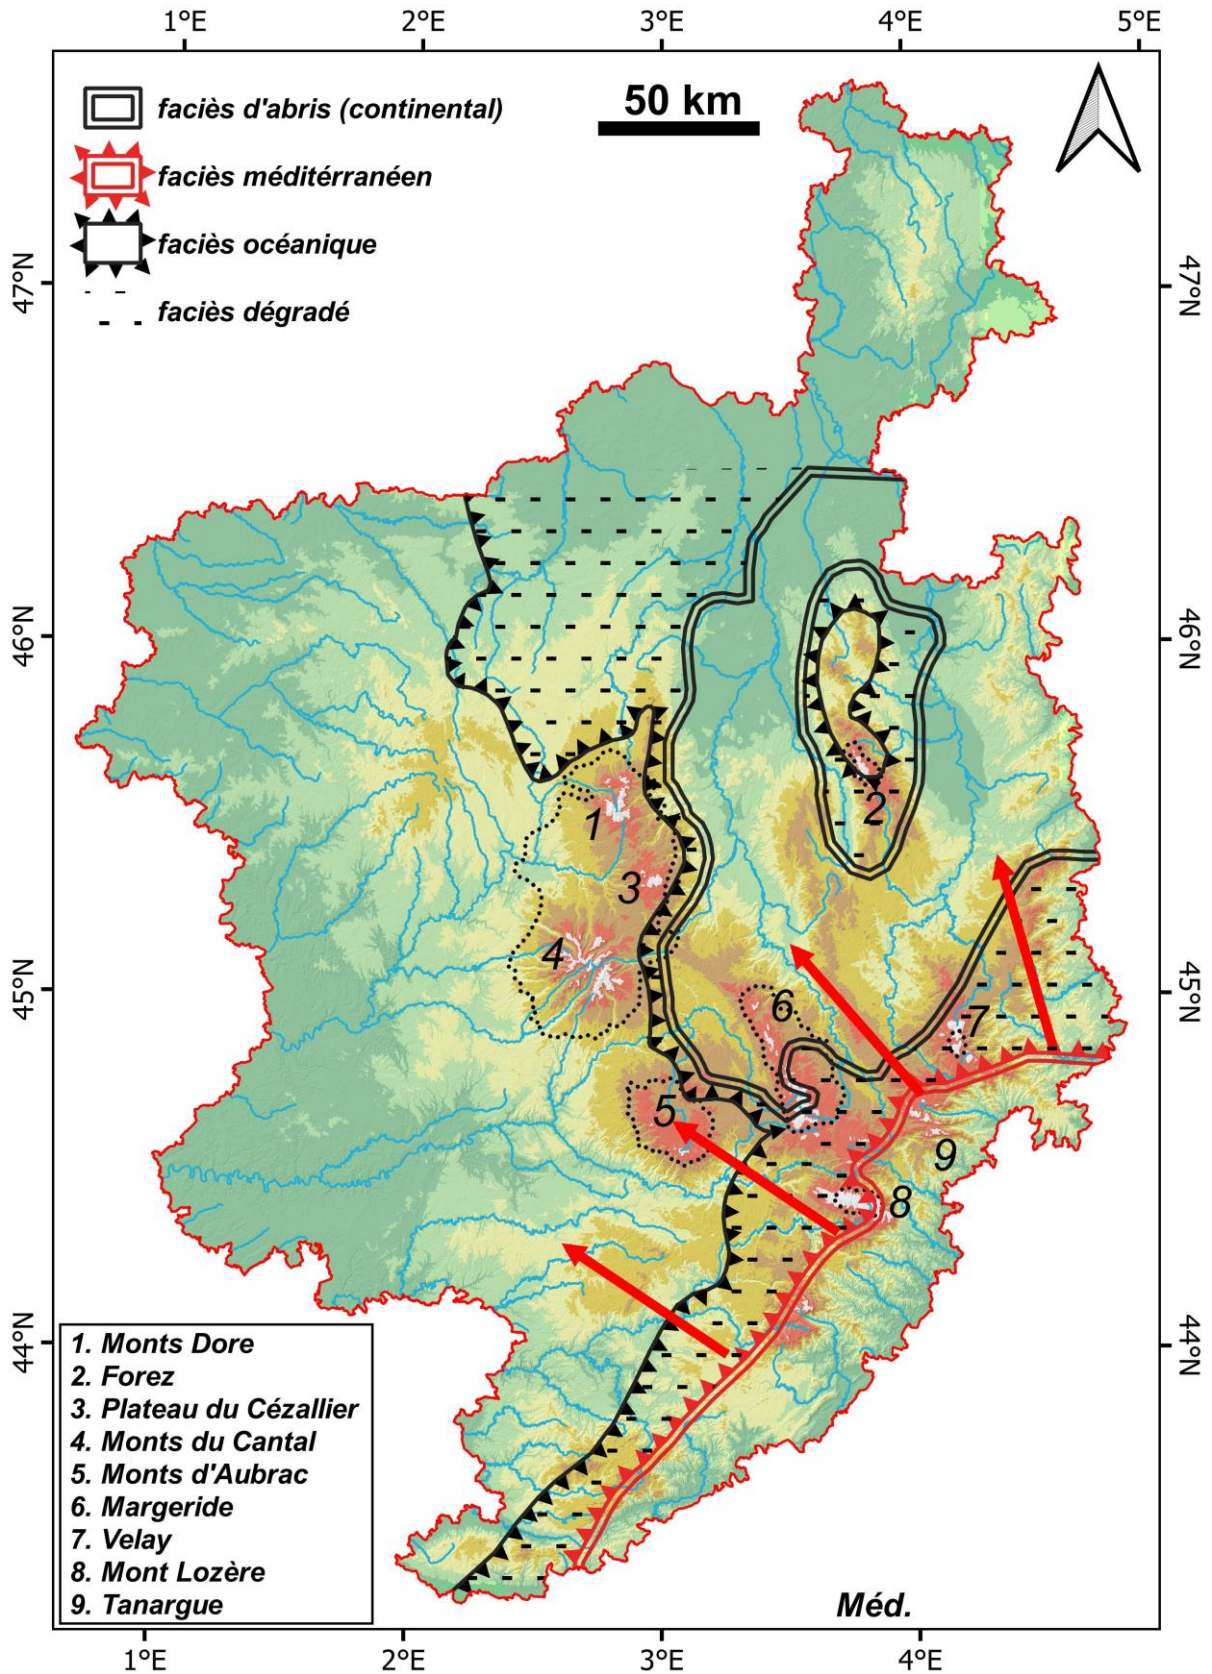 1°E 2°E 3°E 4°E 5°E
faciès d'abris (continental)
faciès méditérranéen
faciès océanique
faciès dégradé
50 km
47°N 47°N
46°N 46°N
45°N 45°N
44°N 44°N
1
2
3
4
5
6
7
8
9
1. Monts Dore
2. Forez
3. Plateau du Cézallier
4. Monts du Cantal
5. Monts d'Aubrac
6. Margeride
7. Velay
8. Mont Lozère
9. Tanargue
Méd.
1°E 2°E 3°E 4°E